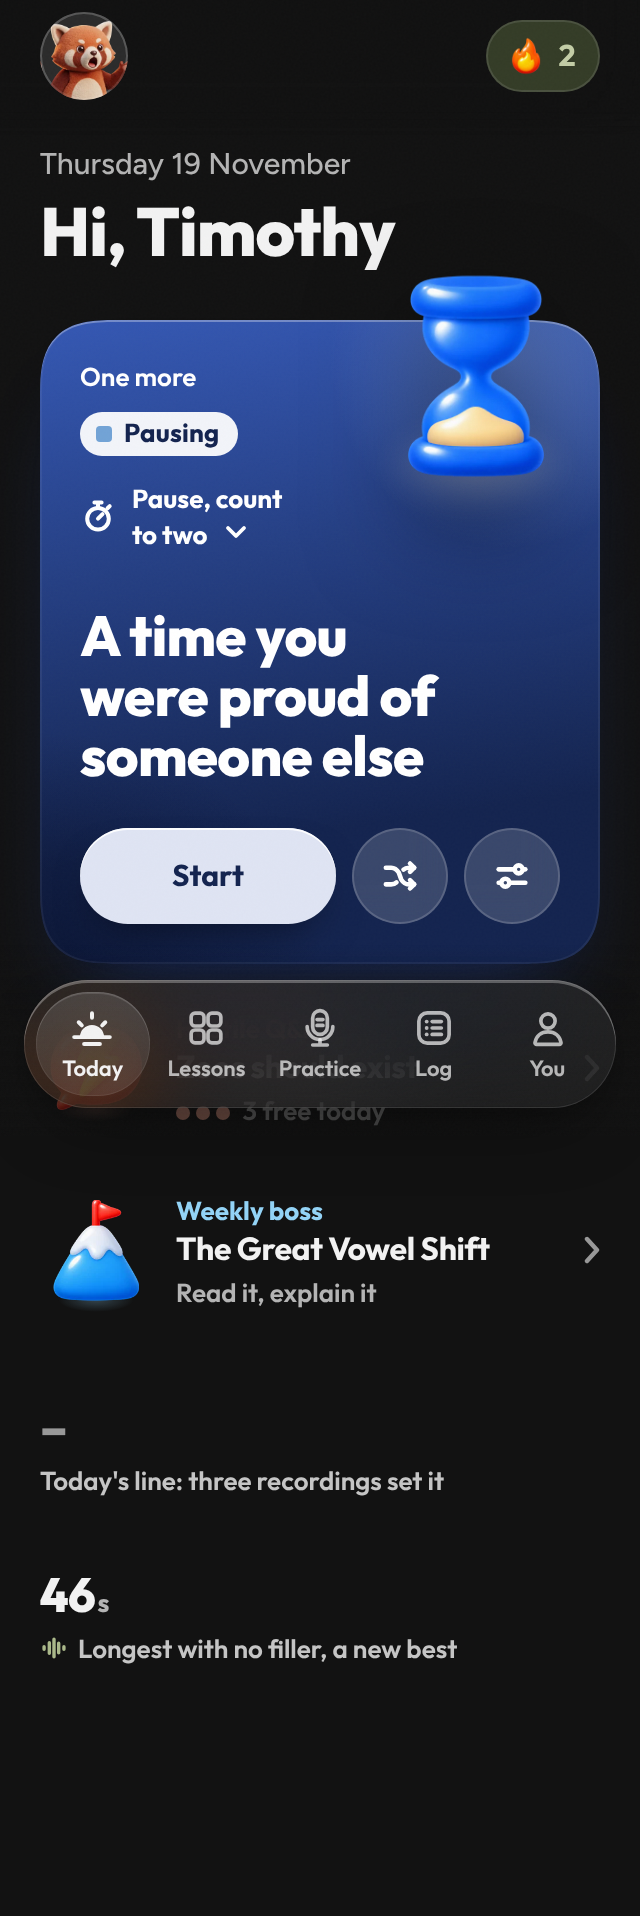 2
Thursday 19 November
Hi, Timothy
One more
Pausing
Pause, count
to two
A time you
were proud of
someone else
Start
Today
Lessons
Practice
Log
You
should exist
3 free today
Weekly boss
The Great Vowel Shift
Read it, explain it
–
Today's line: three recordings set it
46s
Longest with no filler, a new best